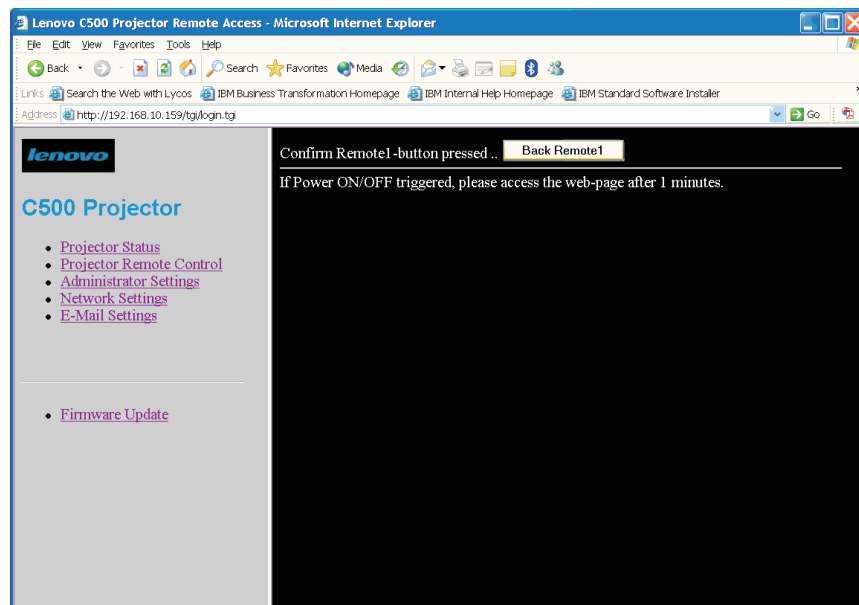 Lenovo C500 Projector Remote Access - Microsoft Internet Explorer
File Edit View Favorites Tools Help
Back Search Favorites Media
Links Search the Web with Lycos IBM Business Transformation Homepage IBM Internal Help Homepage IBM Standard Software Installer
Address http://192.168.10.159/tgi/login.tgi Go
lenovo
C500 Projector
Projector Status
Projector Remote Control
Administrator Settings
Network Settings
E-Mail Settings
Firmware Update
Confirm Remote1-button pressed .. Back Remote1
If Power ON/OFF triggered, please access the web-page after 1 minutes.